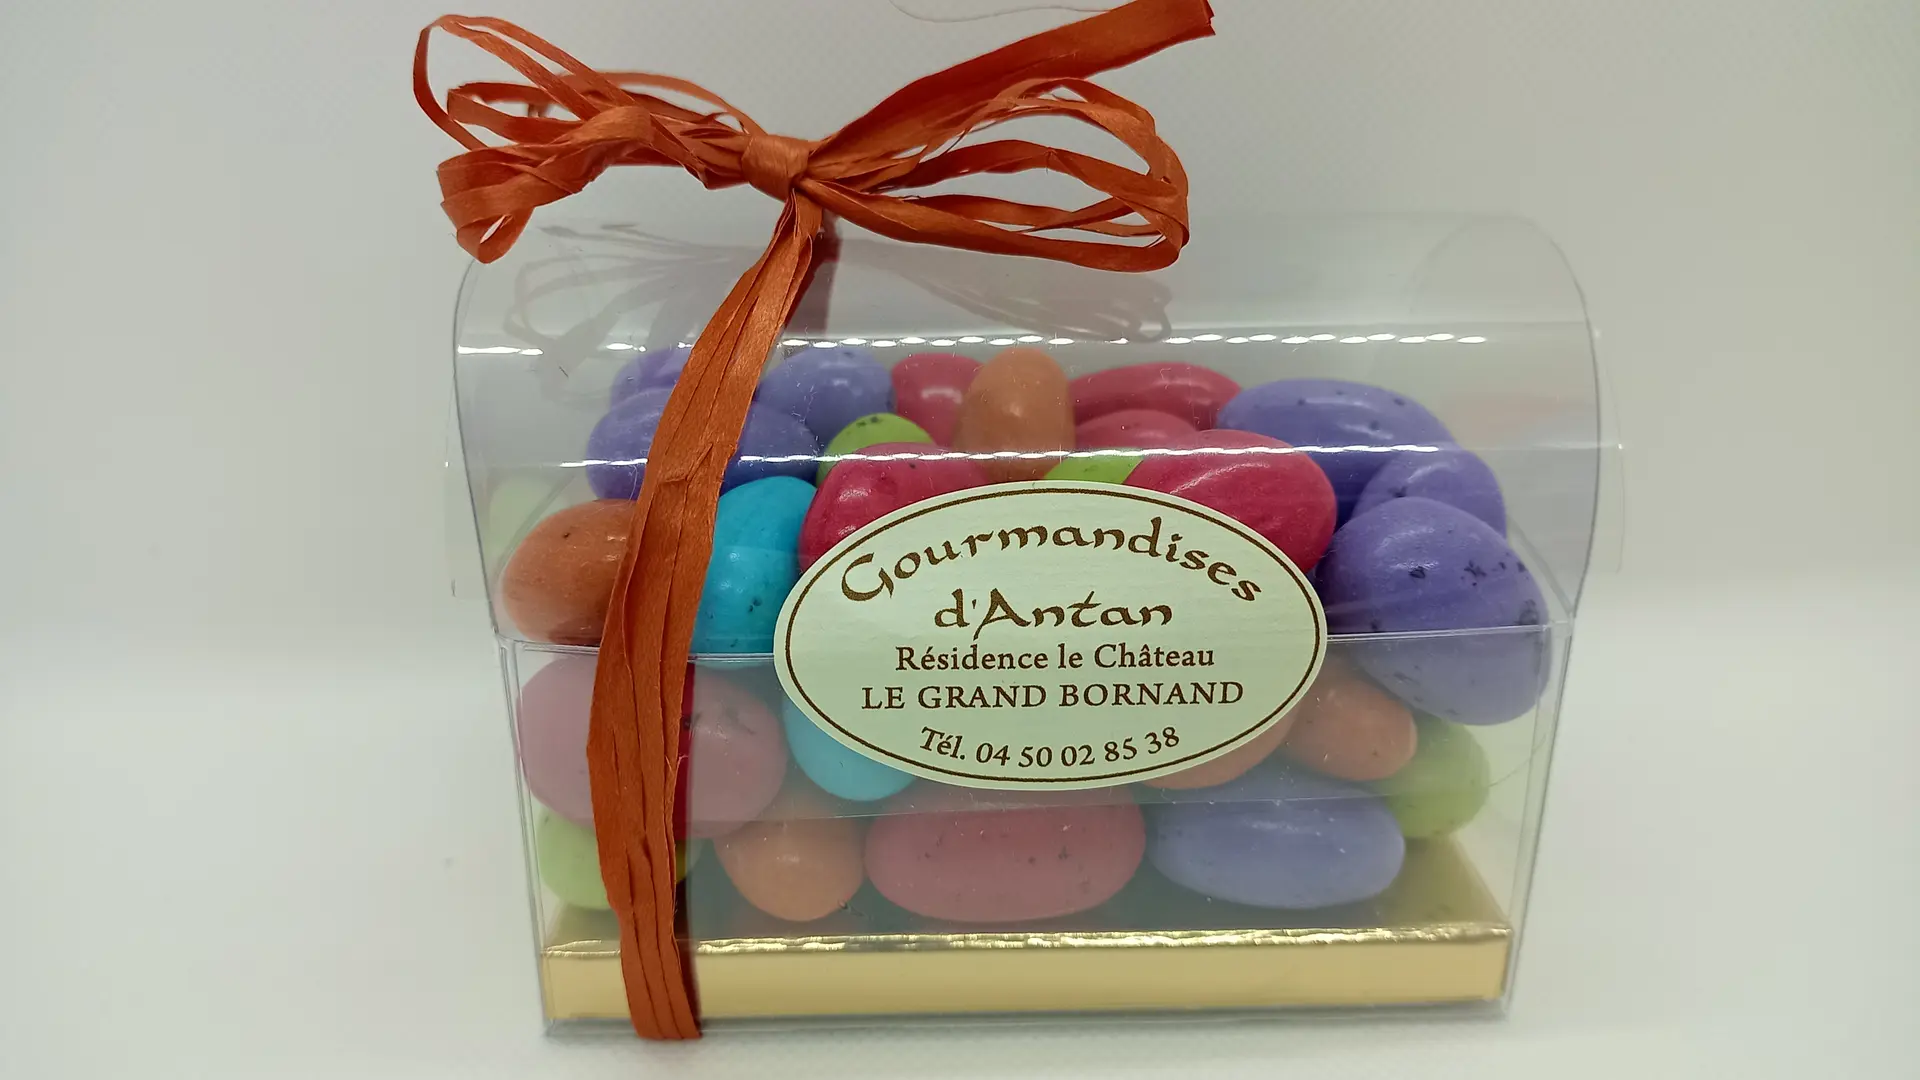 Gourmandises
d'Antan
Résidence le Château
LE GRAND BORNAND
Tél. 04 50 02 85 38